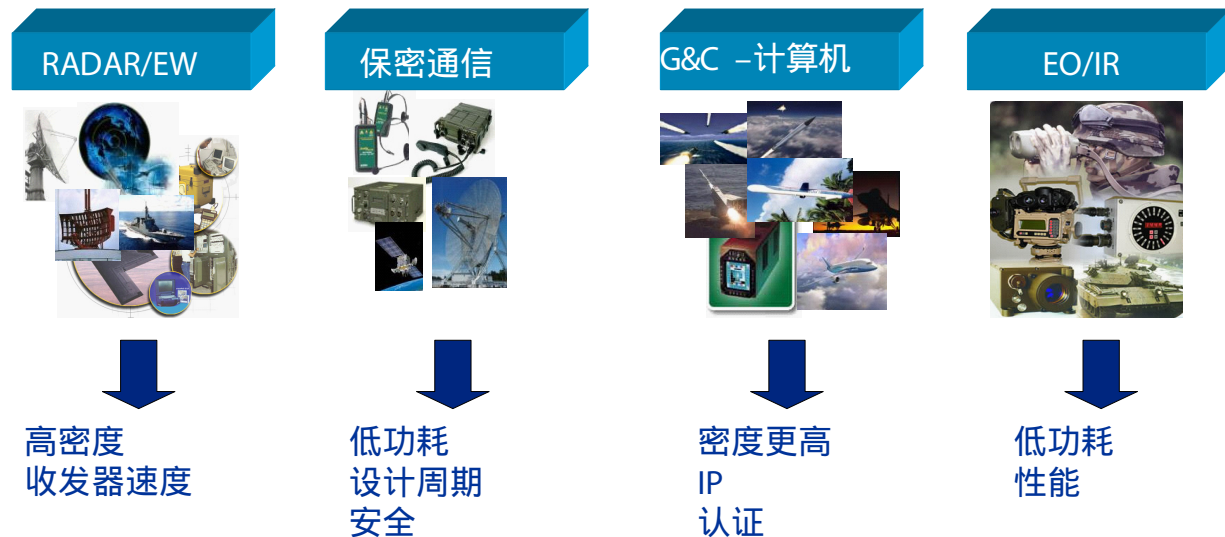 RADAR/EW
保密通信
G&C –计算机
EO/IR
高密度
收发器速度
低功耗
设计周期
安全
密度更高
IP
认证
低功耗
性能